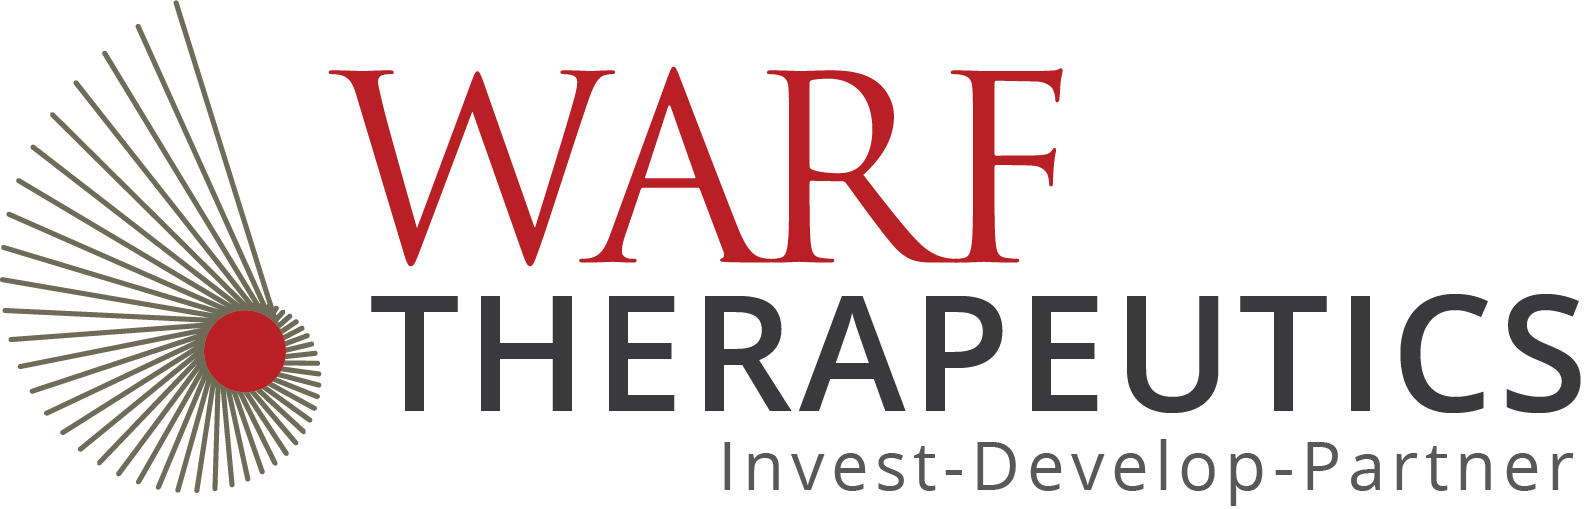 WARF
THERAPEUTICS
Invest-Develop-Partner